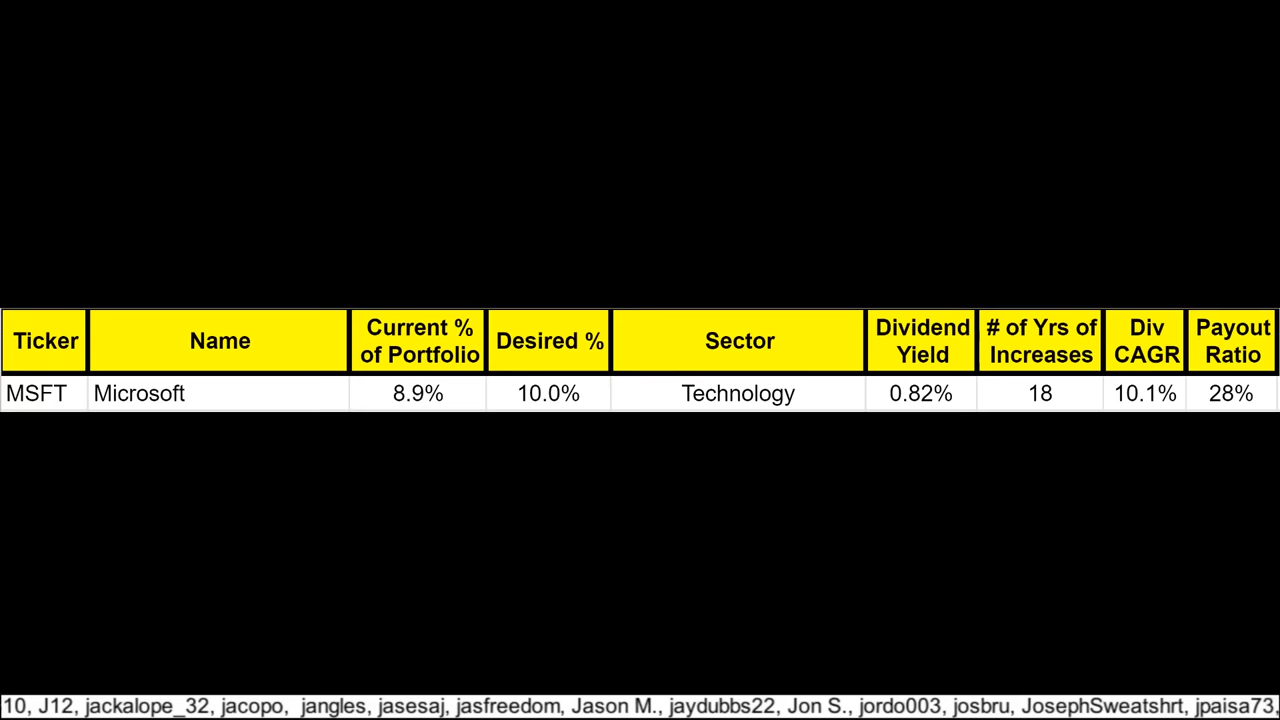 Ticker Name Current % of Portfolio Desired % Sector Dividend Yield # of Yrs of Increases Div CAGR Payout Ratio
MSFT Microsoft 8.9% 10.0% Technology 0.82% 18 10.1% 28%
10, J12, jackalope_32, jacopo, jangles, jasesaj, jasfreedom, Jason M., jaydubbs22, Jon S., jordo003, josbru, JosephSweatshrt, jpaisa73,